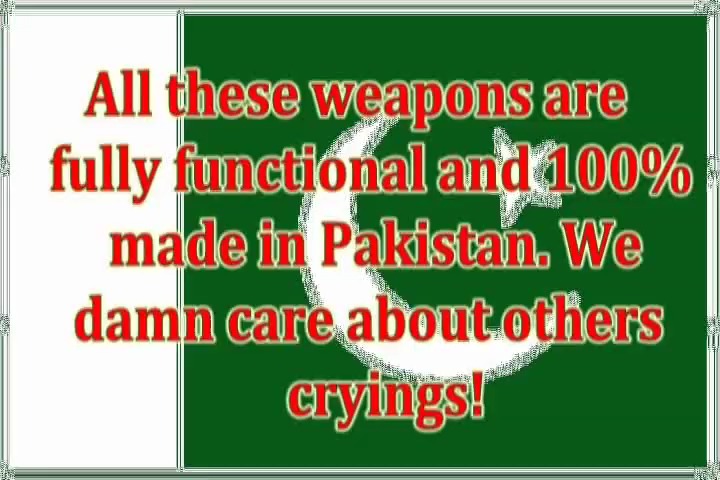 All these weapons are
fully functional and 100%
made in Pakistan. We
damn care about others
cryings!